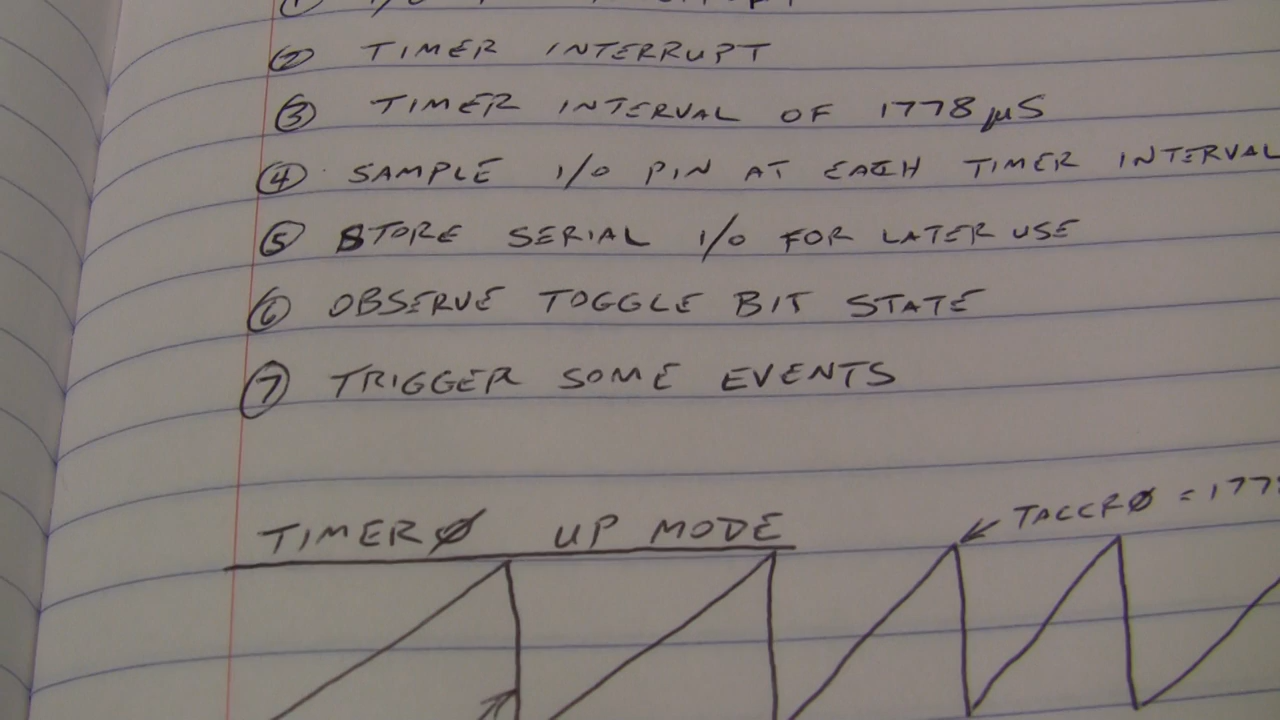 ② TIMER INTERRUPT
③ TIMER INTERVAL OF 1778 µS
④ SAMPLE I/O PIN AT EACH TIMER INTERVAL
⑤ STORE SERIAL I/O FOR LATER USE
⑥ OBSERVE TOGGLE BIT STATE
⑦ TRIGGER SOME EVENTS
TIMERØ UP MODE
TACCRØ = 1778